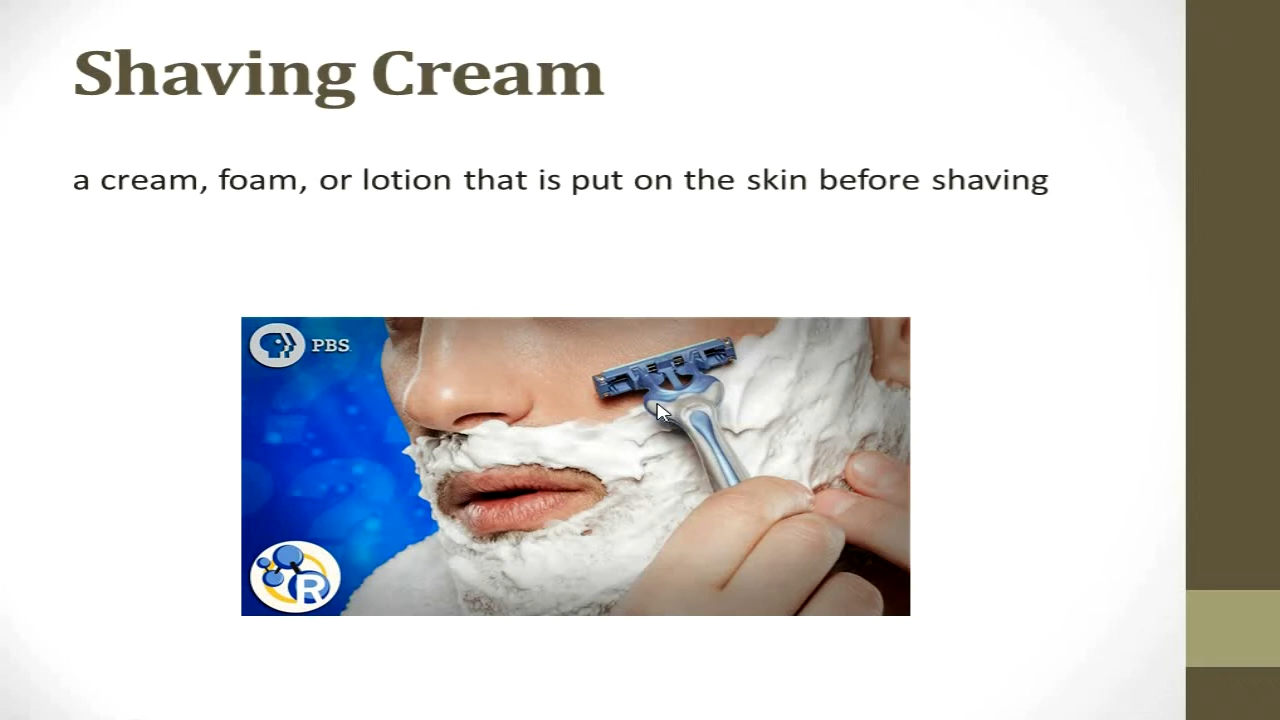 Shaving Cream
a cream, foam, or lotion that is put on the skin before shaving
PBS
R